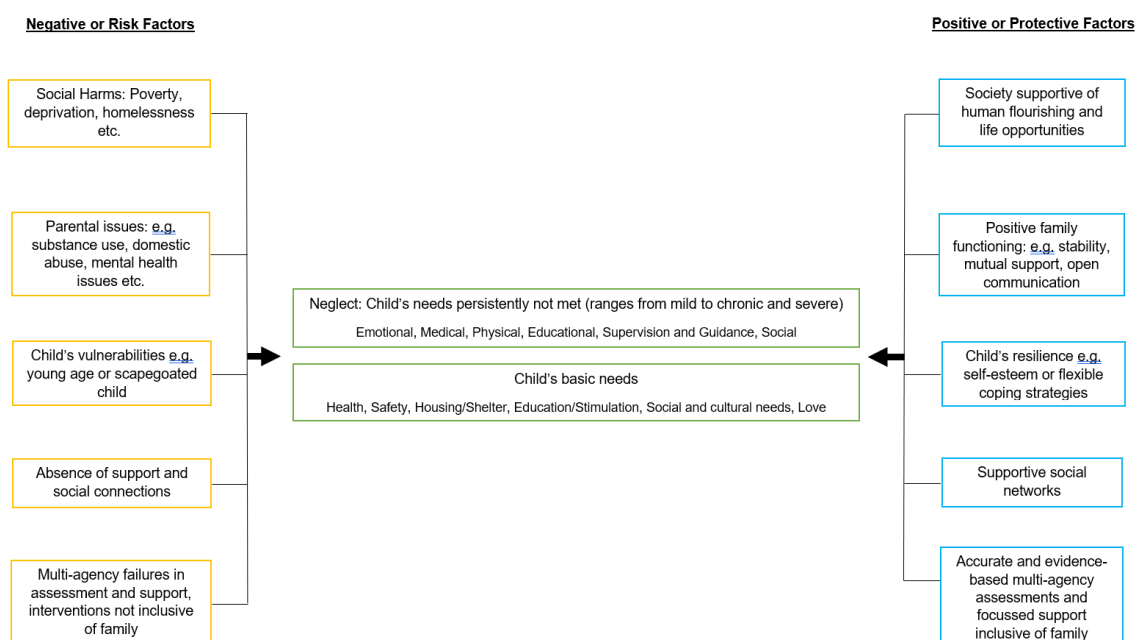 Negative or Risk Factors
Positive or Protective Factors
Social Harms: Poverty,
deprivation, homelessness
etc.
Parental issues: e.g.
substance use, domestic
abuse, mental health
issues etc.
Child's vulnerabilities e.g.
young age or scapegoated
child
Absence of support and
social connections
Multi-agency failures in
assessment and support,
interventions not inclusive
of family
Neglect: Child's needs persistently not met (ranges from mild to chronic and severe)
Emotional, Medical, Physical, Educational, Supervision and Guidance, Social
Child's basic needs
Health, Safety, Housing/Shelter, Education/Stimulation, Social and cultural needs, Love
Society supportive of
human flourishing and
life opportunities
Positive family
functioning: e.g. stability,
mutual support, open
communication
Child's resilience e.g.
self-esteem or flexible
coping strategies
Supportive social
networks
Accurate and evidence-
based multi-agency
assessments and
focussed support
inclusive of family